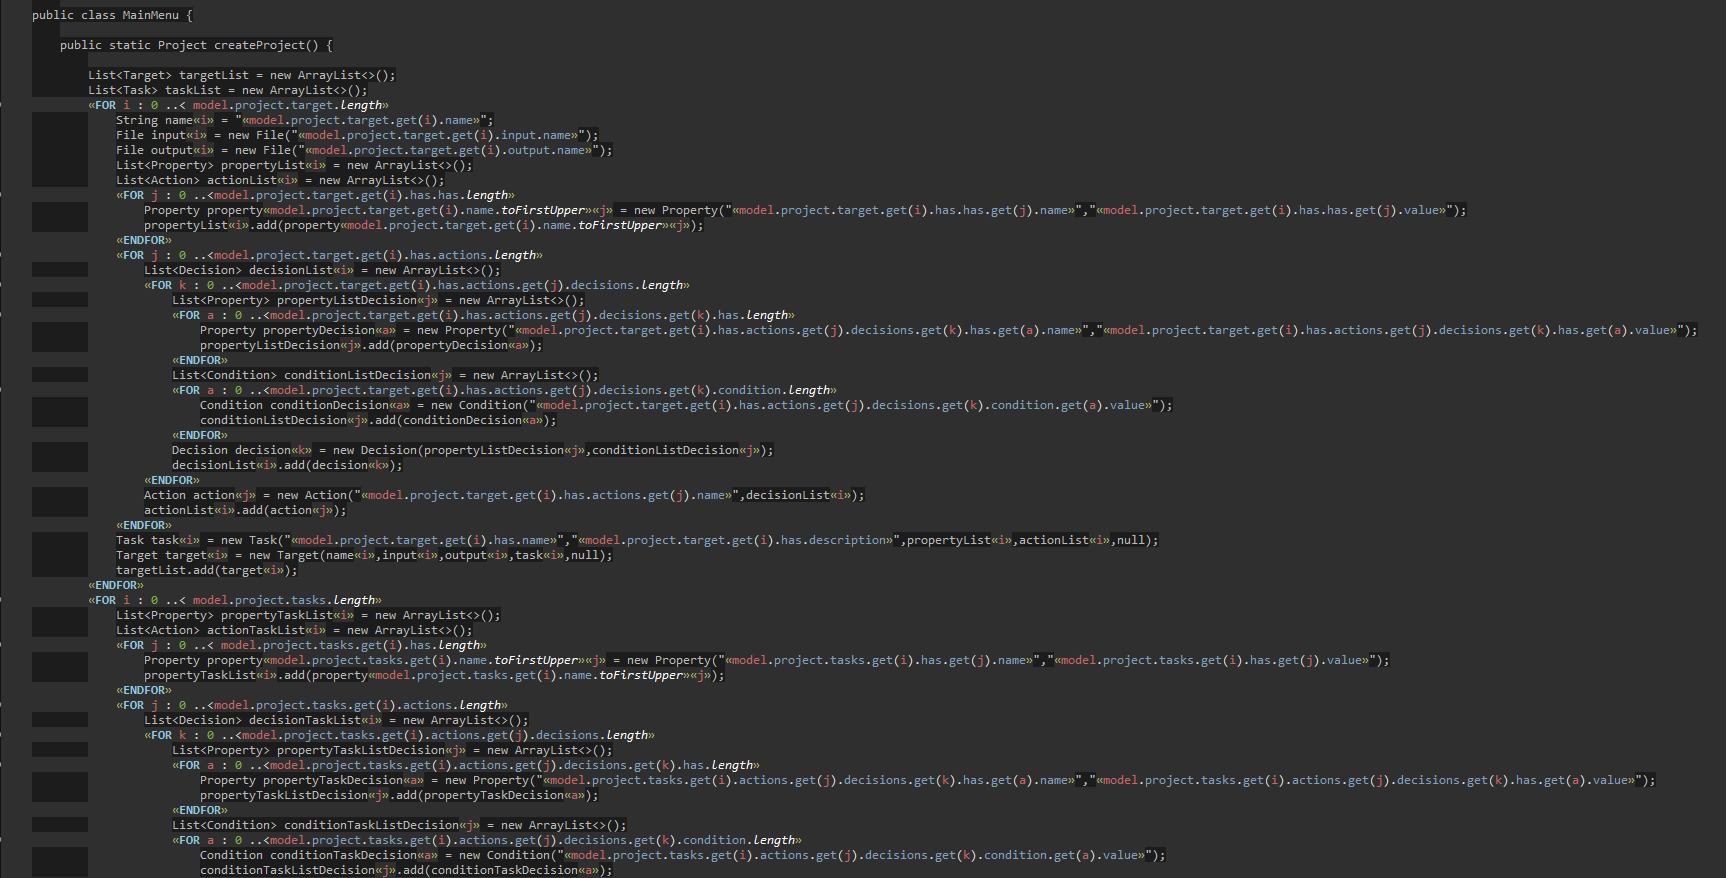 public class MainMenu {
public static Project createProject() {
List<Target> targetList = new ArrayList<>();
List<Task> taskList = new ArrayList<>();
«FOR i : 0 ..< model.project.target.length»
String name«i» = "«model.project.target.get(i).name»";
File input«i» = new File("«model.project.target.get(i).input.name»");
File output«i» = new File("«model.project.target.get(i).output.name»");
List<Property> propertyList«i» = new ArrayList<>();
List<Action> actionList«i» = new ArrayList<>();
«FOR j : 0 ..<model.project.target.get(i).has.has.length»
Property property«model.project.target.get(i).name.toFirstUpper»«j» = new Property("«model.project.target.get(i).has.has.get(j).name»","«model.project.target.get(i).has.has.get(j).value»");
propertyList«i».add(property«model.project.target.get(i).name.toFirstUpper»«j»);
«ENDFOR»
«FOR j : 0 ..<model.project.target.get(i).has.actions.length»
List<Decision> decisionList«i» = new ArrayList<>();
«FOR k : 0 ..<model.project.target.get(i).has.actions.get(j).decisions.length»
List<Property> propertyListDecision«j» = new ArrayList<>();
«FOR a : 0 ..<model.project.target.get(i).has.actions.get(j).decisions.get(k).has.length»
Property propertyDecision«a» = new Property("«model.project.target.get(i).has.actions.get(j).decisions.get(k).has.get(a).name»","«model.project.target.get(i).has.actions.get(j).decisions.get(k).has.get(a).value»");
propertyListDecision«j».add(propertyDecision«a»);
«ENDFOR»
List<Condition> conditionListDecision«j» = new ArrayList<>();
«FOR a : 0 ..<model.project.target.get(i).has.actions.get(j).decisions.get(k).condition.length»
Condition conditionDecision«a» = new Condition("«model.project.target.get(i).has.actions.get(j).decisions.get(k).condition.get(a).value»");
conditionListDecision«j».add(conditionDecision«a»);
«ENDFOR»
Decision decision«k» = new Decision(propertyListDecision«j»,conditionListDecision«j»);
decisionList«i».add(decision«k»);
«ENDFOR»
Action action«j» = new Action("«model.project.target.get(i).has.actions.get(j).name»",decisionList«i»);
actionList«i».add(action«j»);
«ENDFOR»
Task task«i» = new Task("«model.project.target.get(i).has.name»","«model.project.target.get(i).has.description»",propertyList«i»,actionList«i»,null);
Target target«i» = new Target(name«i»,input«i»,output«i»,task«i»,null);
targetList.add(target«i»);
«ENDFOR»
«FOR i : 0 ..< model.project.tasks.length»
List<Property> propertyTaskList«i» = new ArrayList<>();
List<Action> actionTaskList«i» = new ArrayList<>();
«FOR j : 0 ..< model.project.tasks.get(i).has.length»
Property property«model.project.tasks.get(i).name.toFirstUpper»«j» = new Property("«model.project.tasks.get(i).has.get(j).name»","«model.project.tasks.get(i).has.get(j).value»");
propertyTaskList«i».add(property«model.project.tasks.get(i).name.toFirstUpper»«j»);
«ENDFOR»
«FOR j : 0 ..<model.project.tasks.get(i).actions.length»
List<Decision> decisionTaskList«i» = new ArrayList<>();
«FOR k : 0 ..<model.project.tasks.get(i).actions.get(j).decisions.length»
List<Property> propertyTaskListDecision«j» = new ArrayList<>();
«FOR a : 0 ..<model.project.tasks.get(i).actions.get(j).decisions.get(k).has.length»
Property propertyTaskDecision«a» = new Property("«model.project.tasks.get(i).actions.get(j).decisions.get(k).has.get(a).name»","«model.project.tasks.get(i).actions.get(j).decisions.get(k).has.get(a).value»");
propertyTaskListDecision«j».add(propertyTaskDecision«a»);
«ENDFOR»
List<Condition> conditionTaskListDecision«j» = new ArrayList<>();
«FOR a : 0 ..<model.project.tasks.get(i).actions.get(j).decisions.get(k).condition.length»
Condition conditionTaskDecision«a» = new Condition("«model.project.tasks.get(i).actions.get(j).decisions.get(k).condition.get(a).value»");
conditionTaskListDecision«j».add(conditionTaskDecision«a»);